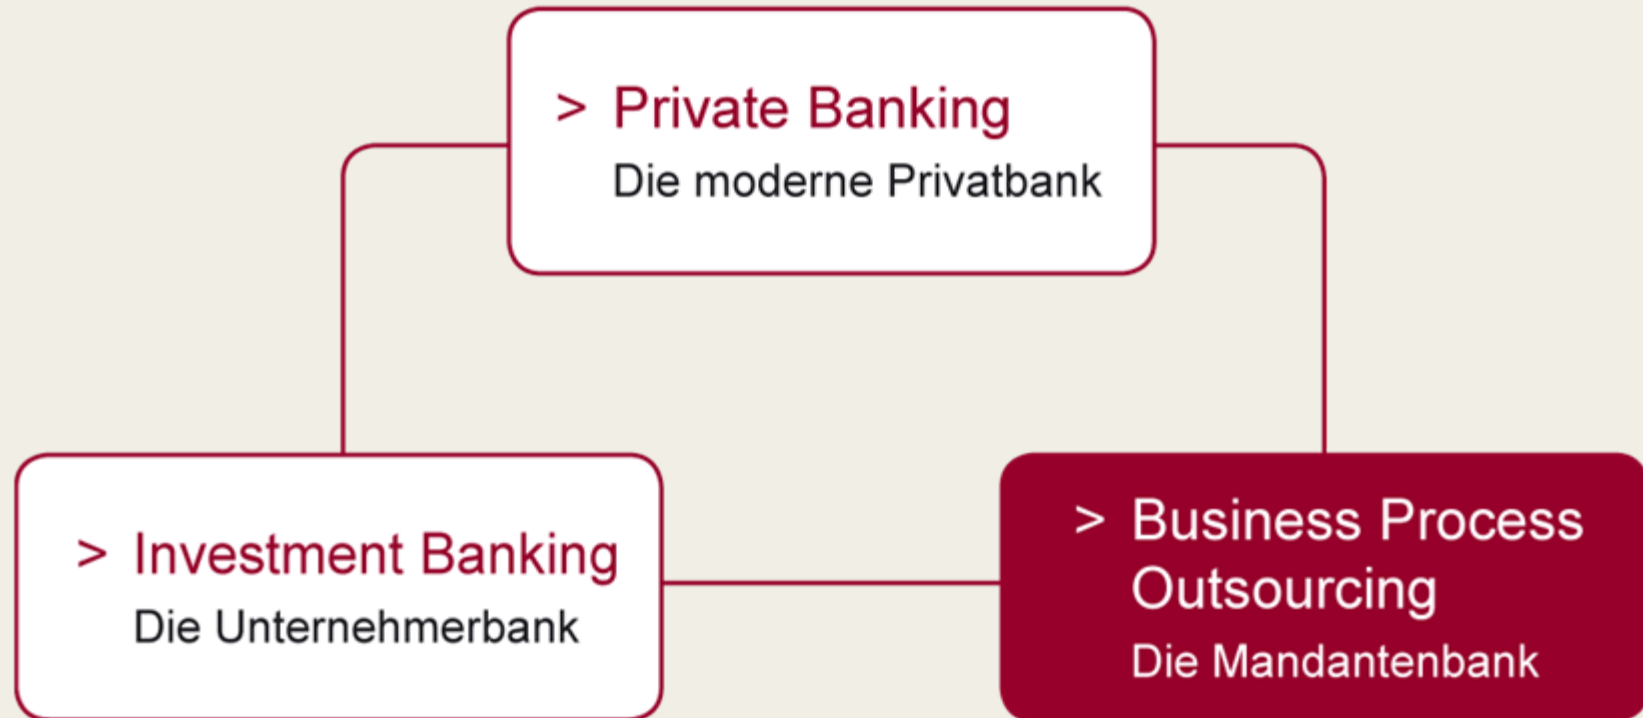 > Private Banking
Die moderne Privatbank
> Investment Banking
Die Unternehmerbank
> Business Process
Outsourcing
Die Mandantenbank